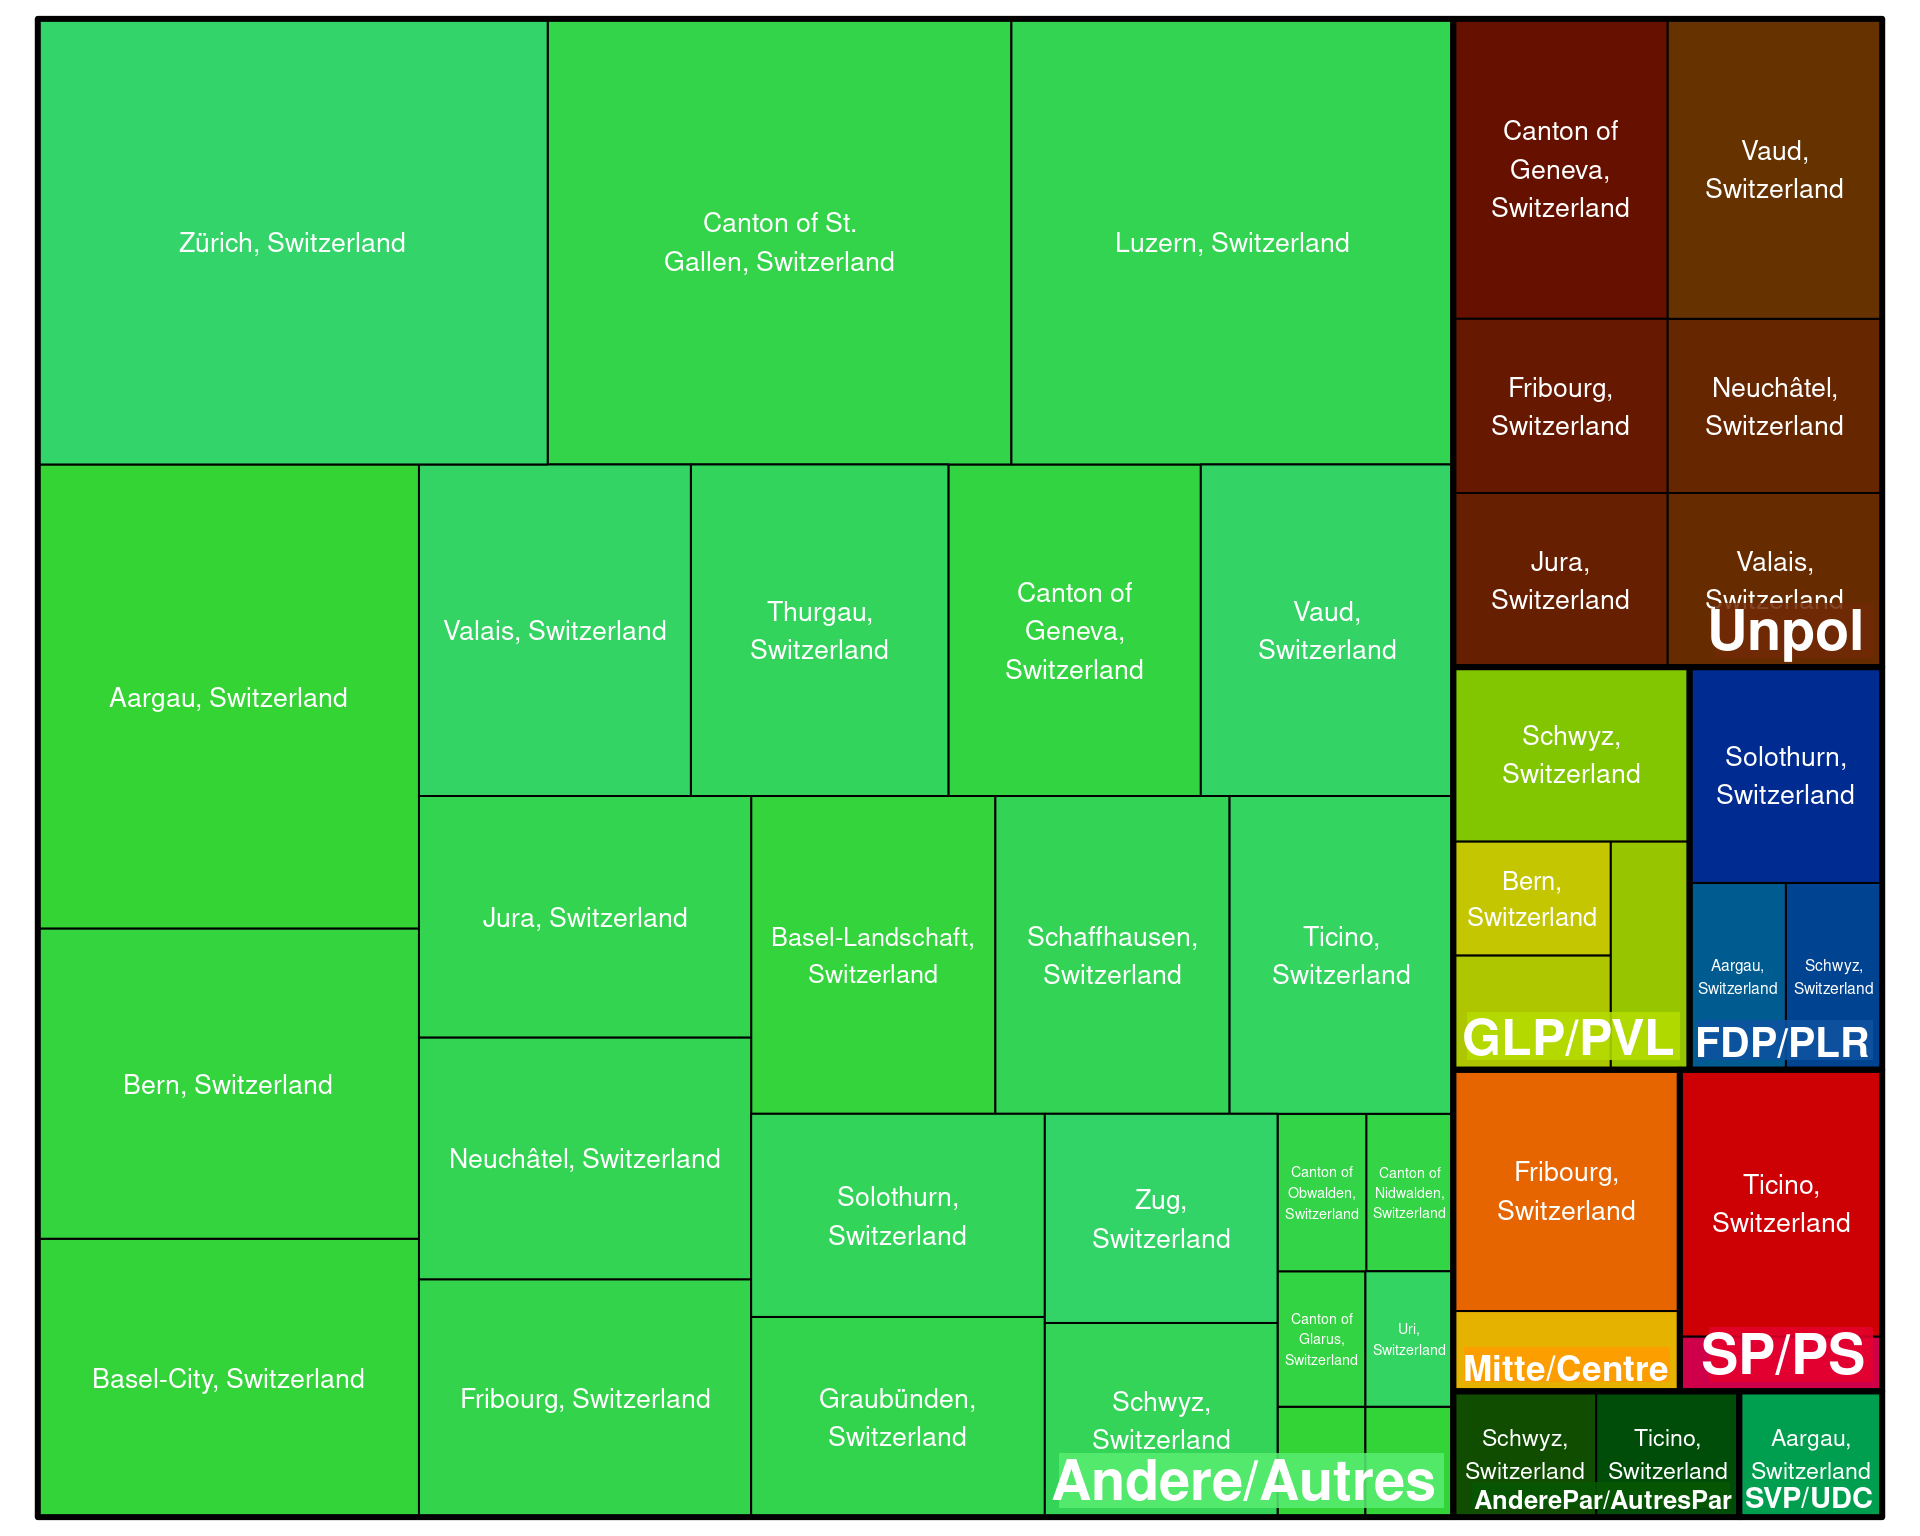 Zürich, Switzerland
Canton of St.
Gallen, Switzerland
Luzern, Switzerland
Aargau, Switzerland
Valais, Switzerland
Thurgau,
Switzerland
Canton of
Geneva,
Switzerland
Vaud,
Switzerland
Bern, Switzerland
Jura, Switzerland
Basel-Landschaft,
Switzerland
Schaffhausen,
Switzerland
Ticino,
Switzerland
Basel-City, Switzerland
Neuchâtel, Switzerland
Fribourg, Switzerland
Solothurn,
Switzerland
Graubünden,
Switzerland
Zug,
Switzerland
Schwyz,
Switzerland
Canton of
Obwalden,
Switzerland
Canton of
Nidwalden,
Switzerland
Canton of
Glarus,
Switzerland
Uri,
Switzerland
Andere/Autres
Canton of
Geneva,
Switzerland
Vaud,
Switzerland
Fribourg,
Switzerland
Neuchâtel,
Switzerland
Jura,
Switzerland
Valais,
Switzerland
Unpol
Schwyz,
Switzerland
Bern,
Switzerland
GLP/PVL
Solothurn,
Switzerland
Aargau,
Switzerland
Schwyz,
Switzerland
FDP/PLR
Fribourg,
Switzerland
Mitte/Centre
Ticino,
Switzerland
SP/PS
Schwyz,
Switzerland
Ticino,
Switzerland
AnderePar/AutresPar
Aargau,
Switzerland
SVP/UDC